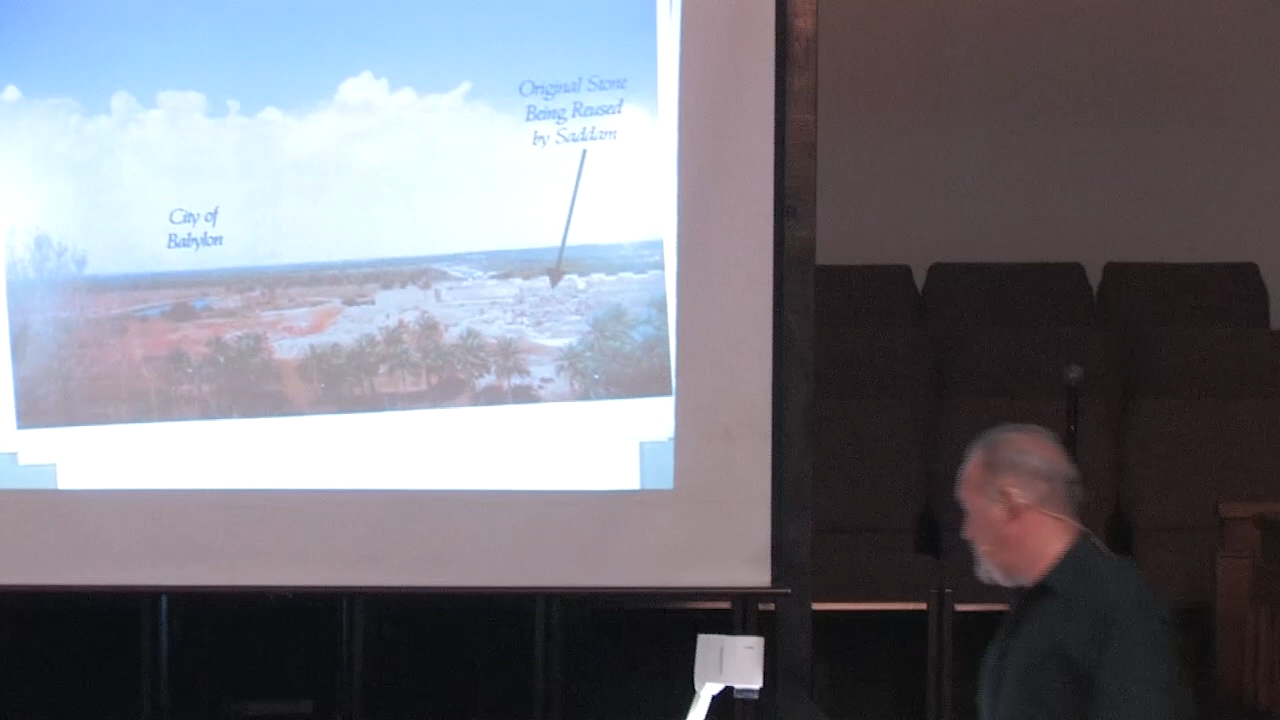 Original Stone
Being Reused
by Saddam
City of
Babylon